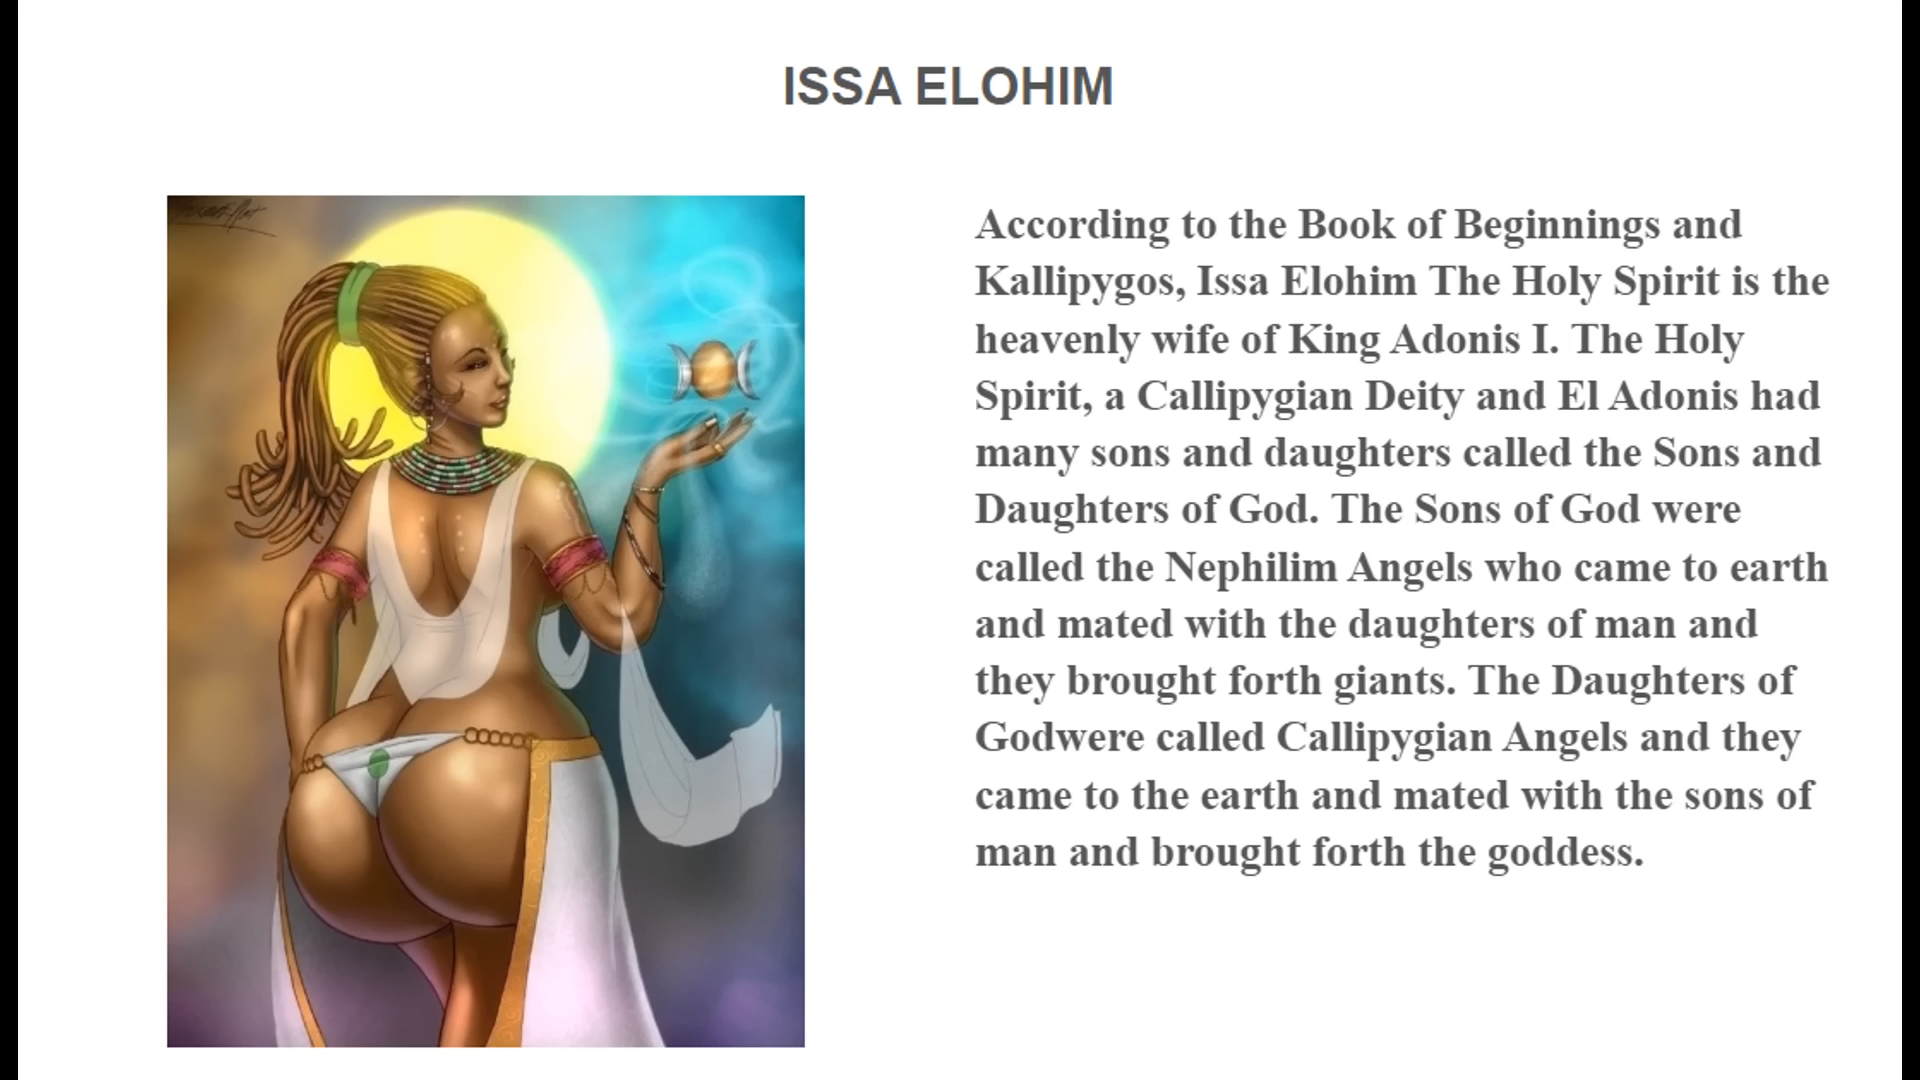 ISSA ELOHIM
According to the Book of Beginnings and
Kallipygos, Issa Elohim The Holy Spirit is the
heavenly wife of King Adonis I. The Holy
Spirit, a Callipygian Deity and El Adonis had
many sons and daughters called the Sons and
Daughters of God. The Sons of God were
called the Nephilim Angels who came to earth
and mated with the daughters of man and
they brought forth giants. The Daughters of
Godwere called Callipygian Angels and they
came to the earth and mated with the sons of
man and brought forth the goddess.